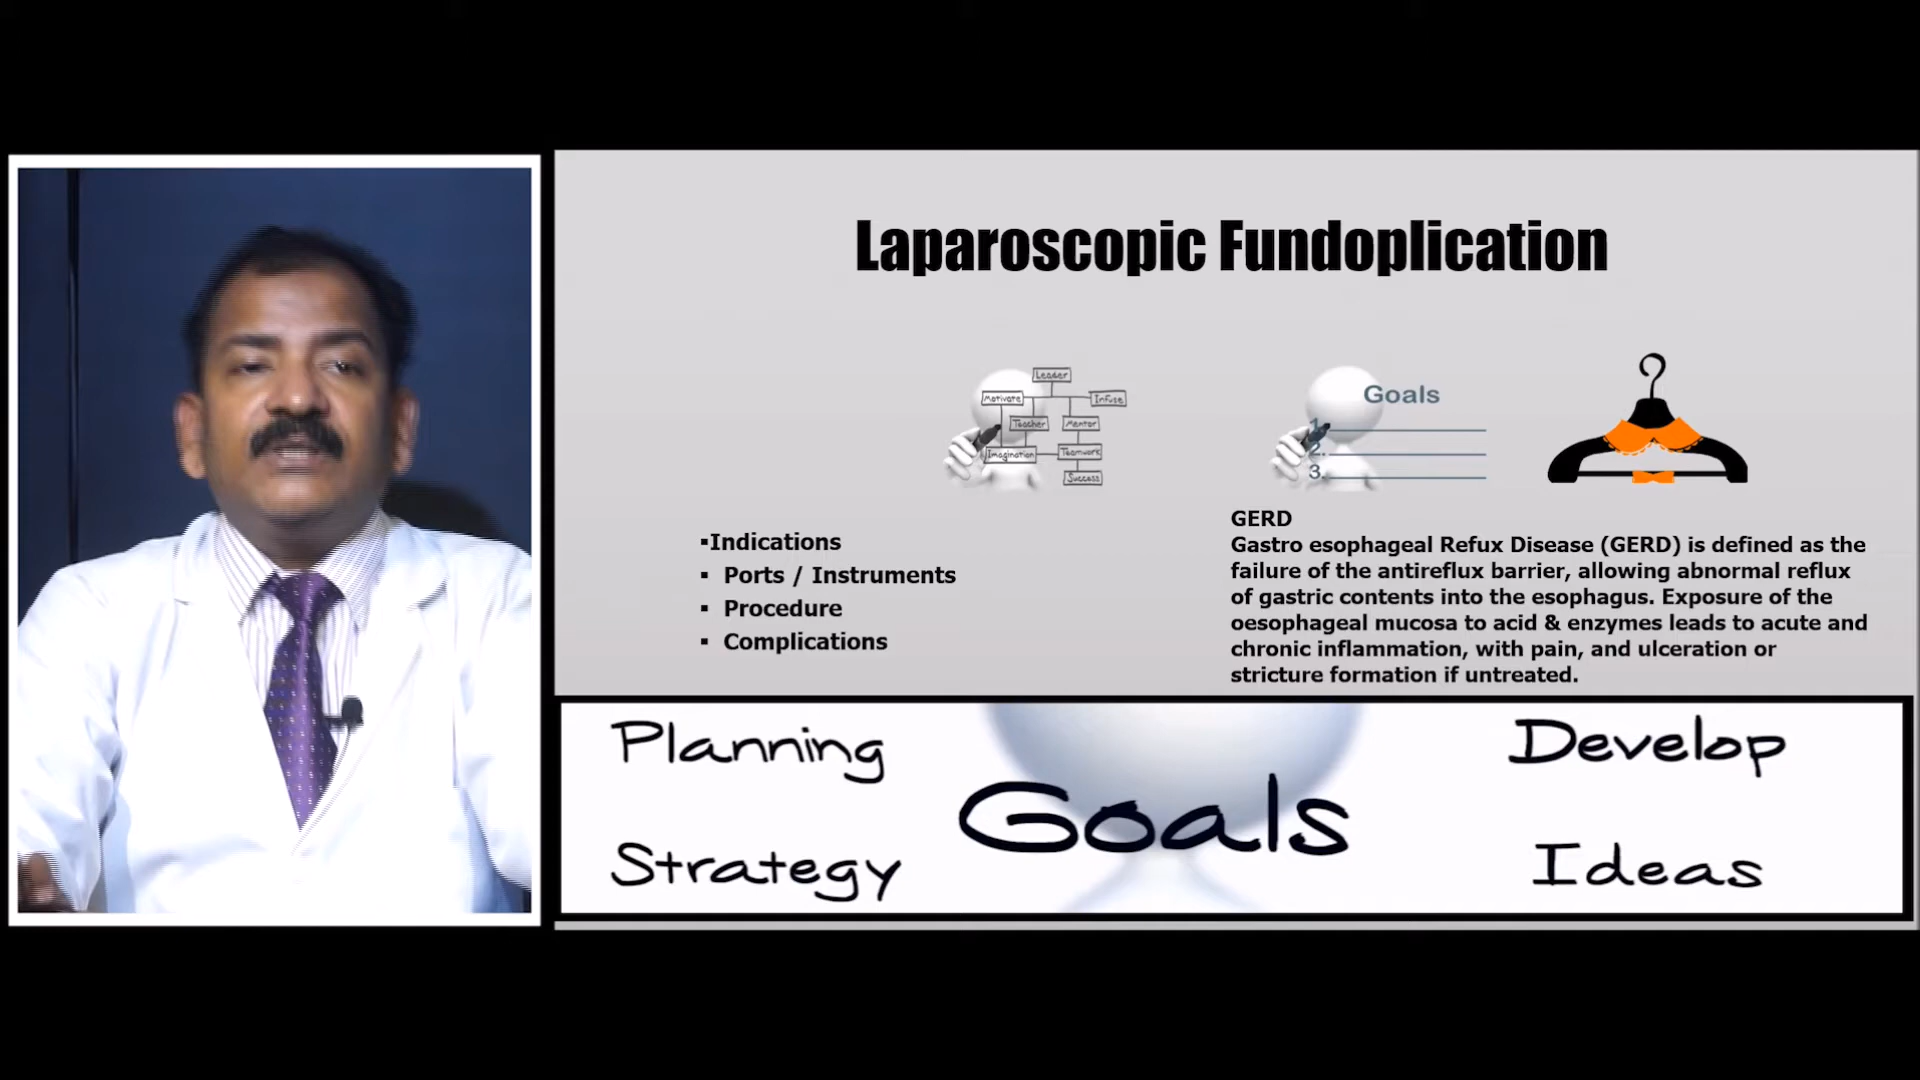 Laparoscopic Fundoplication
Leader
Motivate
Infuse
Teacher
Mentor
Imagination
Teamwork
Success
Goals
1.
2.
3.
▪Indications
▪ Ports / Instruments
▪ Procedure
▪ Complications
GERD
Gastro esophageal Refux Disease (GERD) is defined as the
failure of the antireflux barrier, allowing abnormal reflux
of gastric contents into the esophagus. Exposure of the
oesophageal mucosa to acid & enzymes leads to acute and
chronic inflammation, with pain, and ulceration or
stricture formation if untreated.
Planning
Develop
Goals
Strategy
Ideas